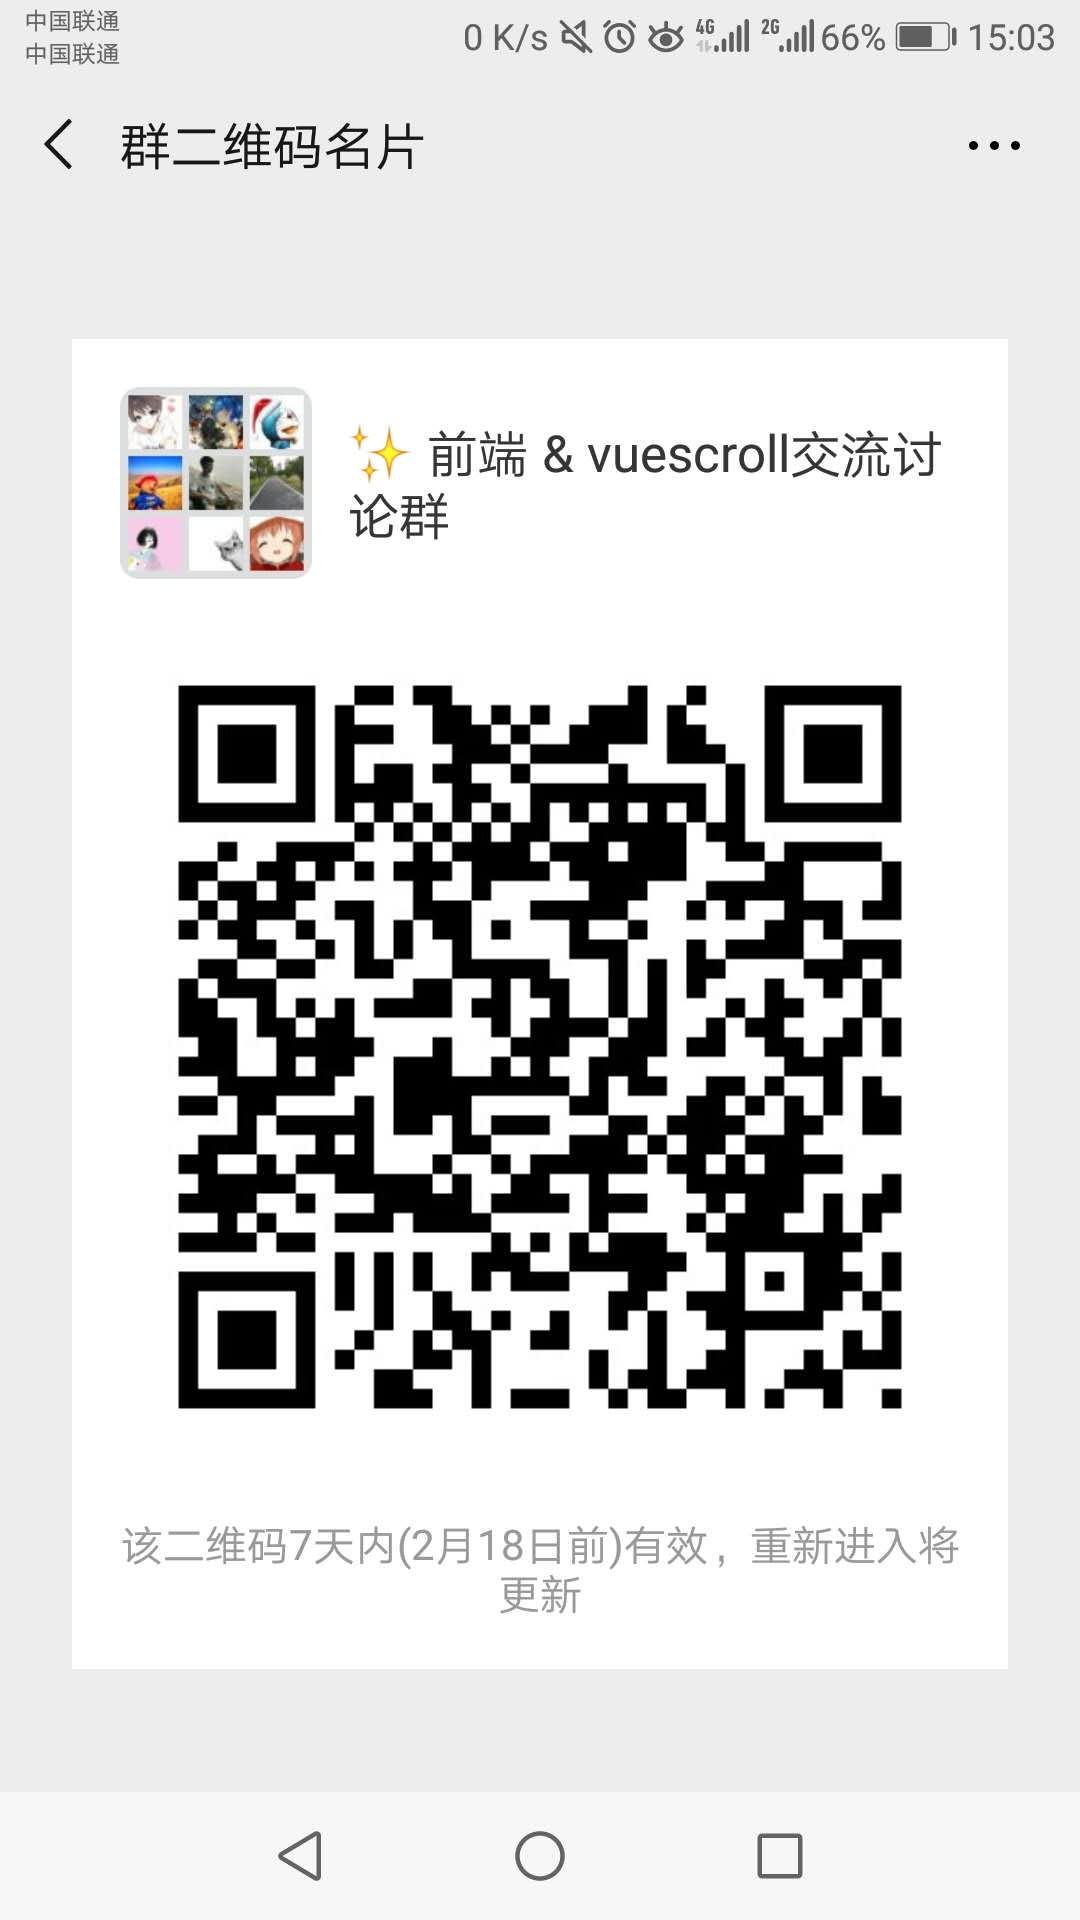 中国联通
中国联通
0 K/s 4G 2G 66% 15:03
群二维码名片
✨ 前端 & vuescroll交流讨
论群
该二维码7天内(2月18日前)有效，重新进入将
更新